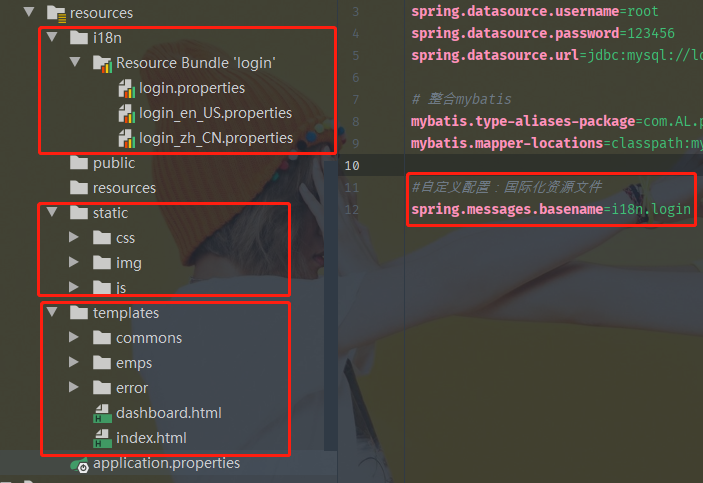 resources
i18n
Resource Bundle 'login'
login.properties
login_en_US.properties
login_zh_CN.properties
public
resources
static
css
img
js
templates
commons
emps
error
dashboard.html
index.html
application.properties
3 spring.datasource.username=root
4 spring.datasource.password=123456
5 spring.datasource.url=jdbc:mysql://lo
6
7 # 整合mybatis
8 mybatis.type-aliases-package=com.AL.p
9 mybatis.mapper-locations=classpath:my
10
11 #自定义配置：国际化资源文件
12 spring.messages.basename=i18n.login